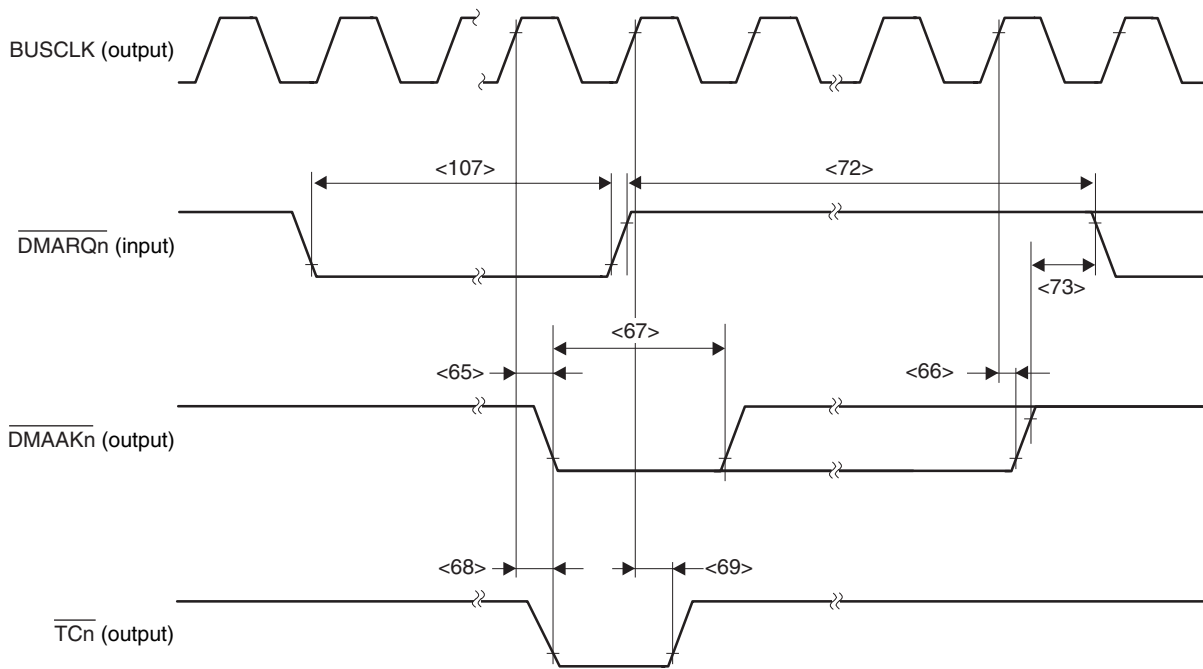 BUSCLK (output)
<107>
<72>
DMARQn (input)
<73>
<67>
<65>
<66>
DMAAKn (output)
<68>
<69>
TCn (output)